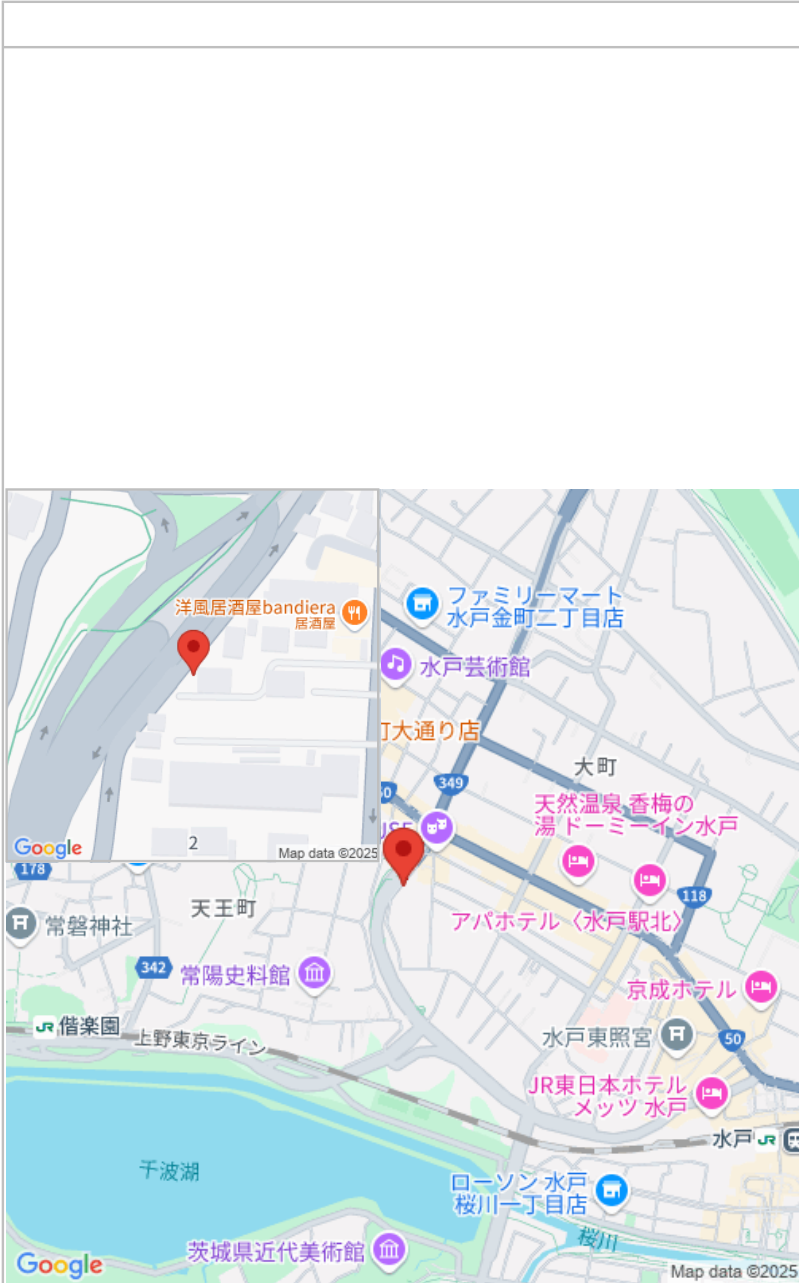 洋風居酒屋bandiera
居酒屋
2
Google
Map data ©2025
ファミリーマート
水戸金町二丁目店
水戸芸術館
町大通り店
大町
349
50
天然温泉 香梅の
湯 ドーミーイン水戸
USE
178
天王町
118
常磐神社
アパホテル〈水戸駅北〉
342
常陽史料館
京成ホテル
JR 偕楽園
上野東京ライン
水戸東照宮
50
JR東日本ホテル
メッツ 水戸
水戸 JR
千波湖
ローソン 水戸
桜川一丁目店
桜川
茨城県近代美術館
Google
Map data ©2025